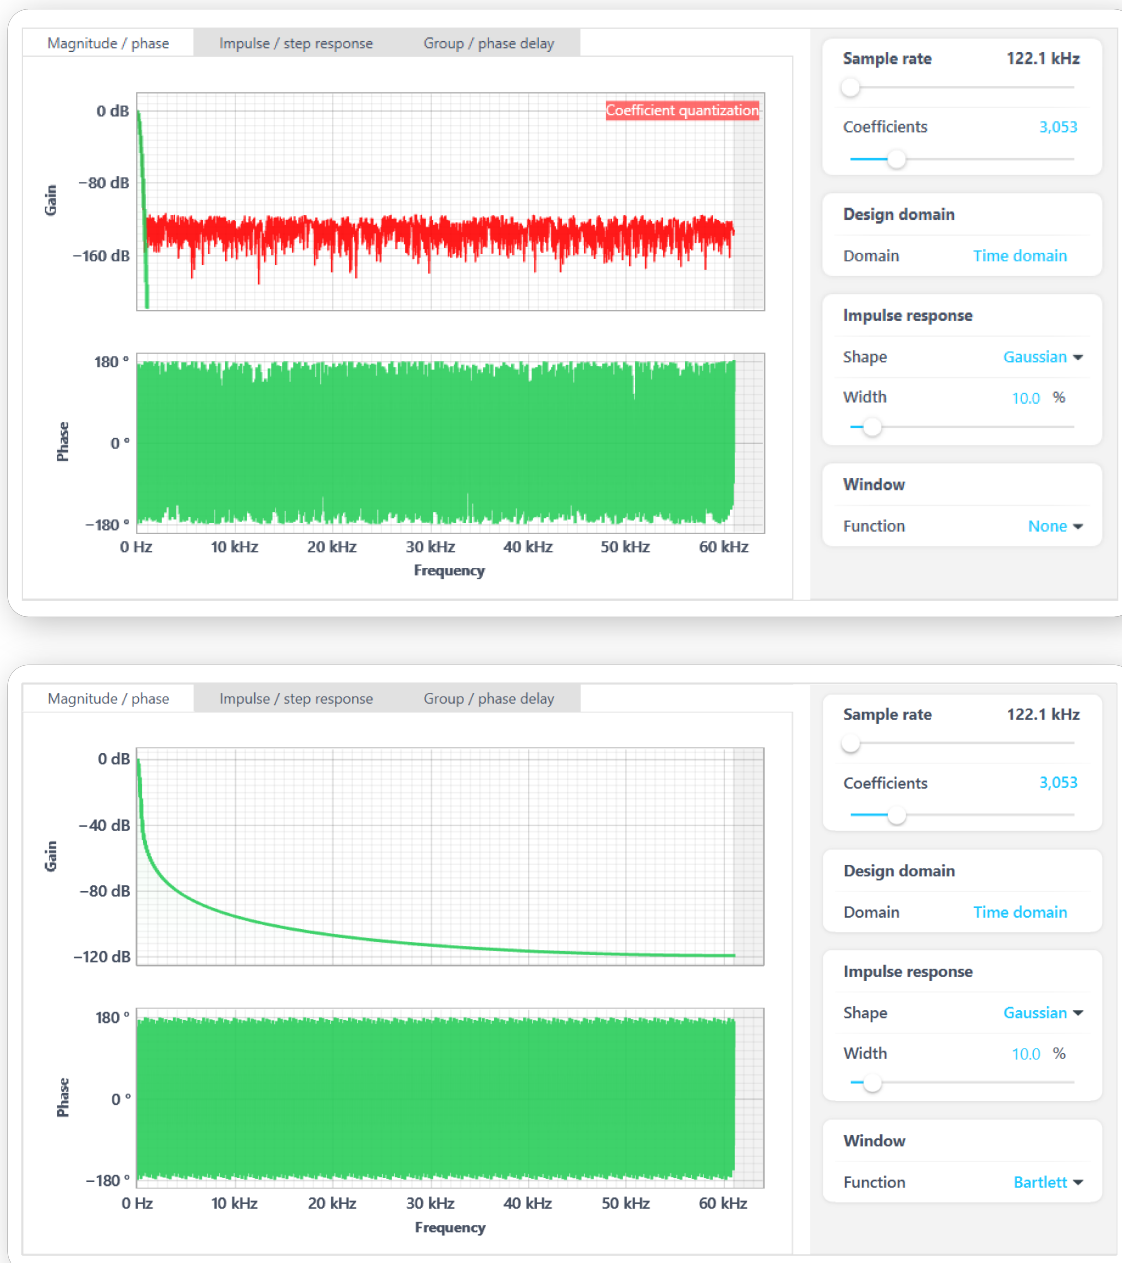 Magnitude / phase Impulse / step response Group / phase delay
Sample rate 122.1 kHz
Coefficients 3,053
Design domain
Domain Time domain
Impulse response
Shape Gaussian
Width 10.0 %
Window
Function None
0 dB
Coefficient quantization
−80 dB
−160 dB
Gain
180 °
0 °
−180 °
Phase
0 Hz 10 kHz 20 kHz 30 kHz 40 kHz 50 kHz 60 kHz
Frequency
Magnitude / phase Impulse / step response Group / phase delay
Sample rate 122.1 kHz
Coefficients 3,053
Design domain
Domain Time domain
Impulse response
Shape Gaussian
Width 10.0 %
Window
Function Bartlett
0 dB
−40 dB
−80 dB
−120 dB
Gain
180 °
0 °
−180 °
Phase
0 Hz 10 kHz 20 kHz 30 kHz 40 kHz 50 kHz 60 kHz
Frequency